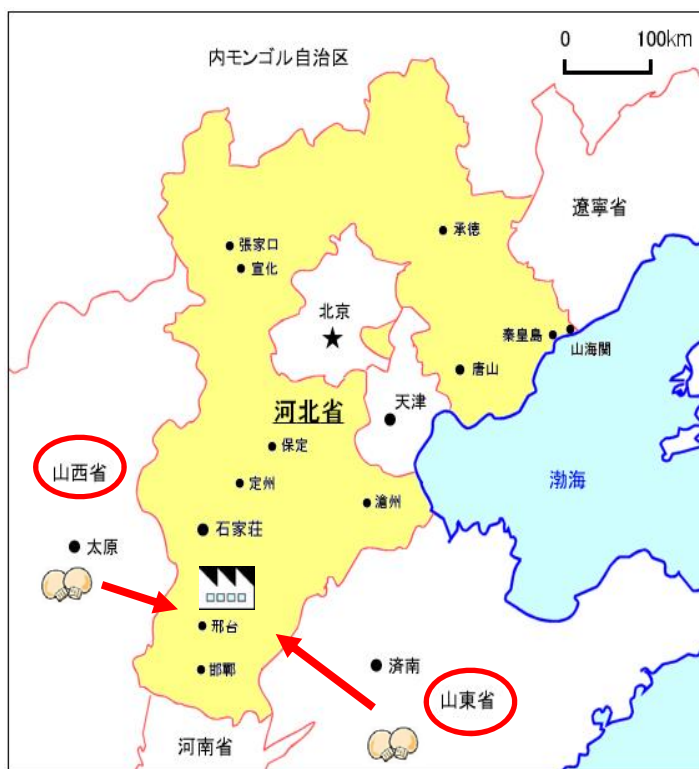 0 100km
内モンゴル自治区
遼寧省
承徳
張家口
宣化
北京
秦皇島
山海関
唐山
天津
河北省
保定
山西省
定州
渤海
滄州
石家荘
太原
邢台
邯鄲
済南
山東省
河南省